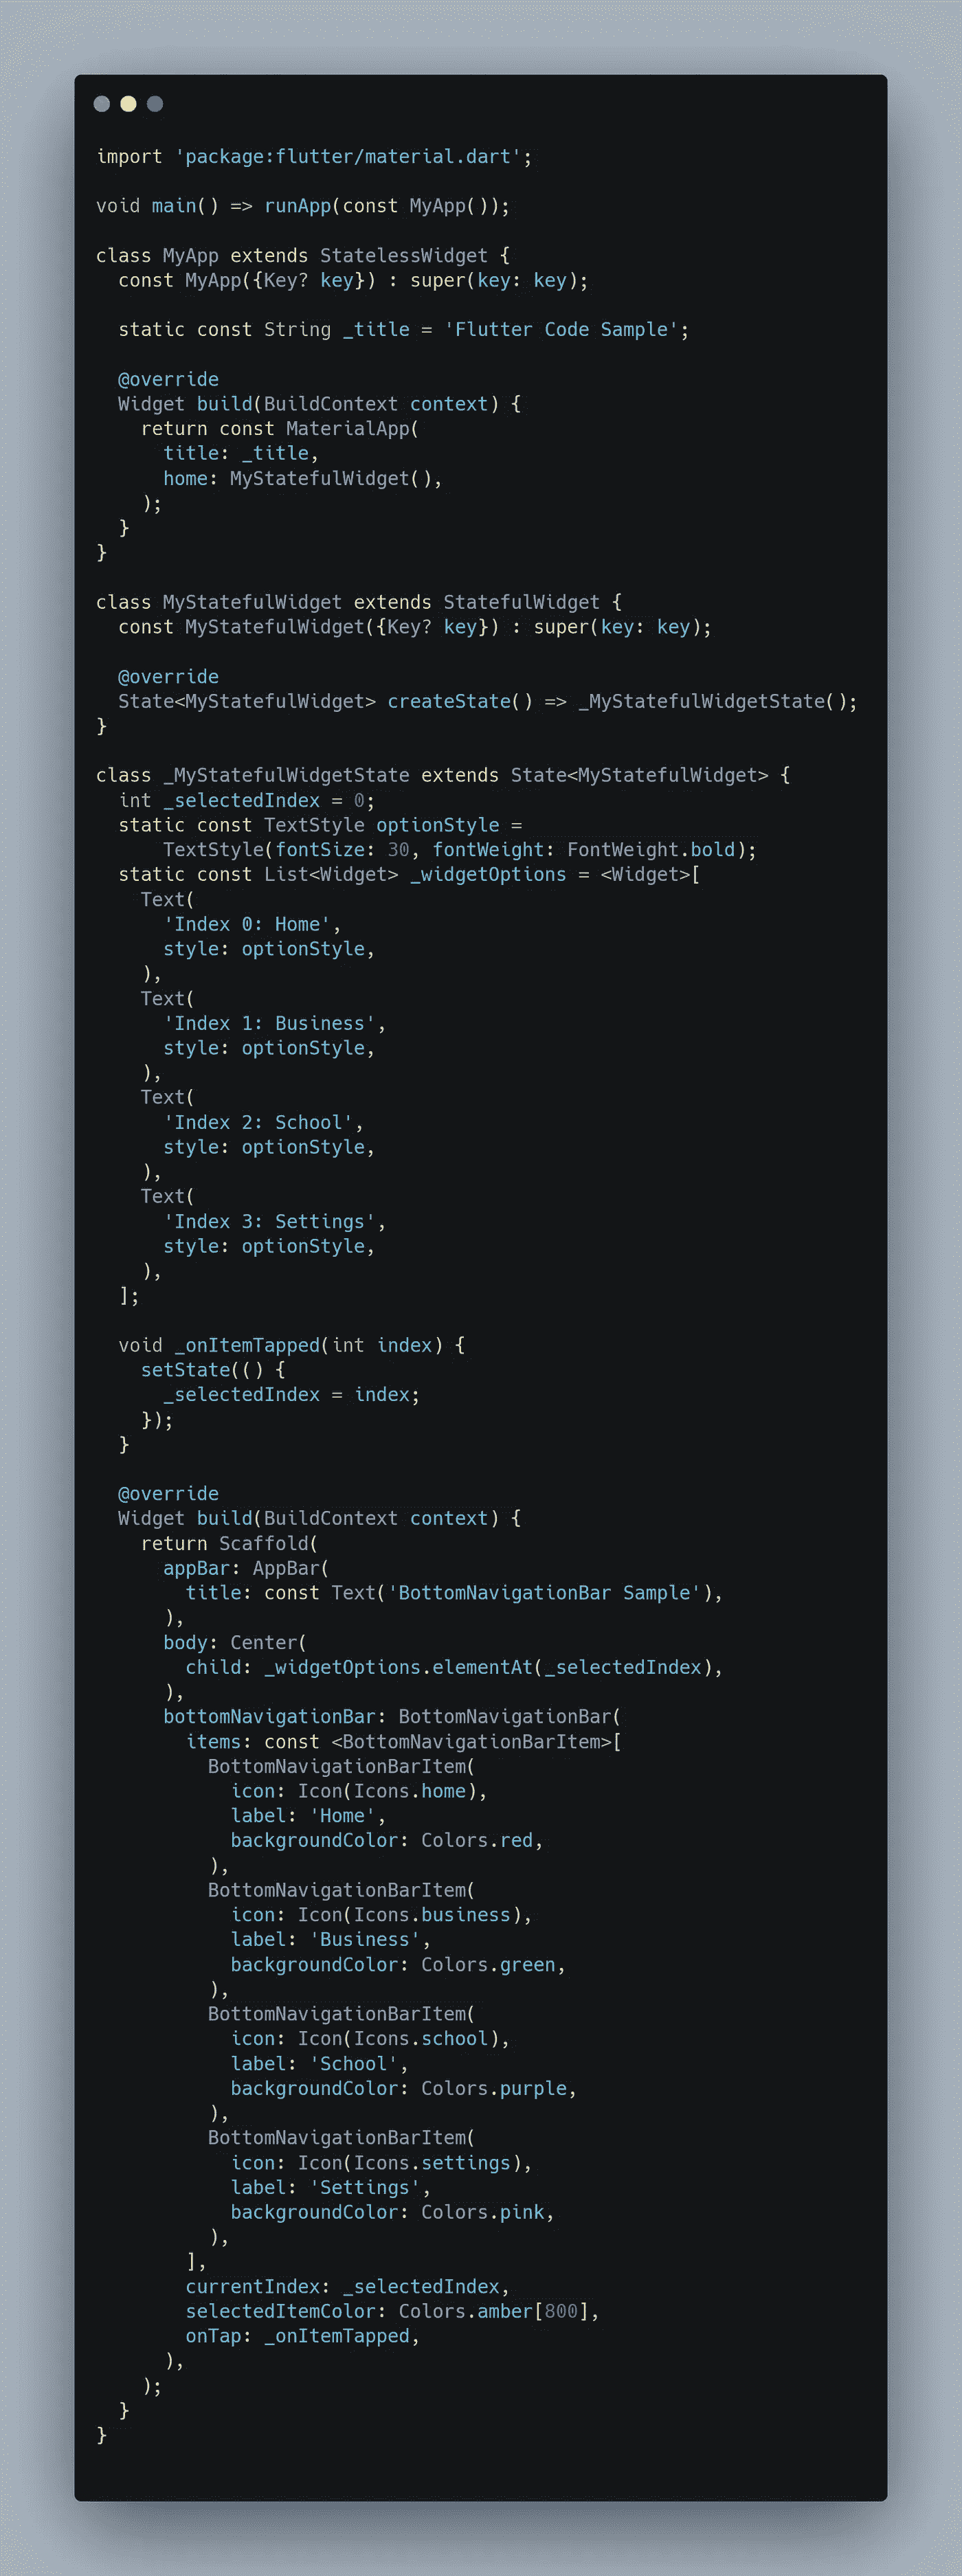 import 'package:flutter/material.dart';

void main() => runApp(const MyApp());

class MyApp extends StatelessWidget {
  const MyApp({Key? key}) : super(key: key);

  static const String _title = 'Flutter Code Sample';

  @override
  Widget build(BuildContext context) {
    return const MaterialApp(
      title: _title,
      home: MyStatefulWidget(),
    );
  }
}

class MyStatefulWidget extends StatefulWidget {
  const MyStatefulWidget({Key? key}) : super(key: key);

  @override
  State<MyStatefulWidget> createState() => _MyStatefulWidgetState();
}

class _MyStatefulWidgetState extends State<MyStatefulWidget> {
  int _selectedIndex = 0;
  static const TextStyle optionStyle =
      TextStyle(fontSize: 30, fontWeight: FontWeight.bold);
  static const List<Widget> _widgetOptions = <Widget>[
    Text(
      'Index 0: Home',
      style: optionStyle,
    ),
    Text(
      'Index 1: Business',
      style: optionStyle,
    ),
    Text(
      'Index 2: School',
      style: optionStyle,
    ),
    Text(
      'Index 3: Settings',
      style: optionStyle,
    ),
  ];

  void _onItemTapped(int index) {
    setState(() {
      _selectedIndex = index;
    });
  }

  @override
  Widget build(BuildContext context) {
    return Scaffold(
      appBar: AppBar(
        title: const Text('BottomNavigationBar Sample'),
      ),
      body: Center(
        child: _widgetOptions.elementAt(_selectedIndex),
      ),
      bottomNavigationBar: BottomNavigationBar(
        items: const <BottomNavigationBarItem>[
          BottomNavigationBarItem(
            icon: Icon(Icons.home),
            label: 'Home',
            backgroundColor: Colors.red,
          ),
          BottomNavigationBarItem(
            icon: Icon(Icons.business),
            label: 'Business',
            backgroundColor: Colors.green,
          ),
          BottomNavigationBarItem(
            icon: Icon(Icons.school),
            label: 'School',
            backgroundColor: Colors.purple,
          ),
          BottomNavigationBarItem(
            icon: Icon(Icons.settings),
            label: 'Settings',
            backgroundColor: Colors.pink,
          ),
        ],
        currentIndex: _selectedIndex,
        selectedItemColor: Colors.amber[800],
        onTap: _onItemTapped,
      ),
    );
  }
}